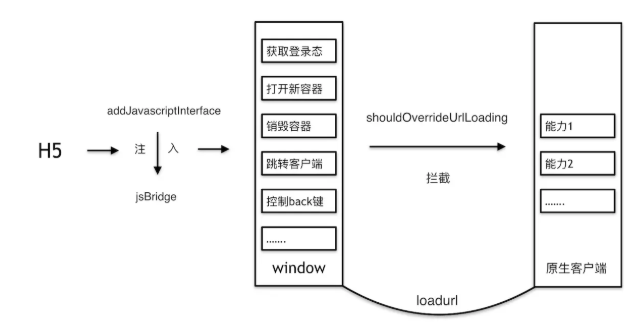 H5
addJavascriptInterface
注 入
jsBridge
获取登录态
打开新容器
销毁容器
跳转客户端
控制back键
.......
window
shouldOverrideUrlLoading
拦截
能力1
能力2
.......
原生客户端
loadurl